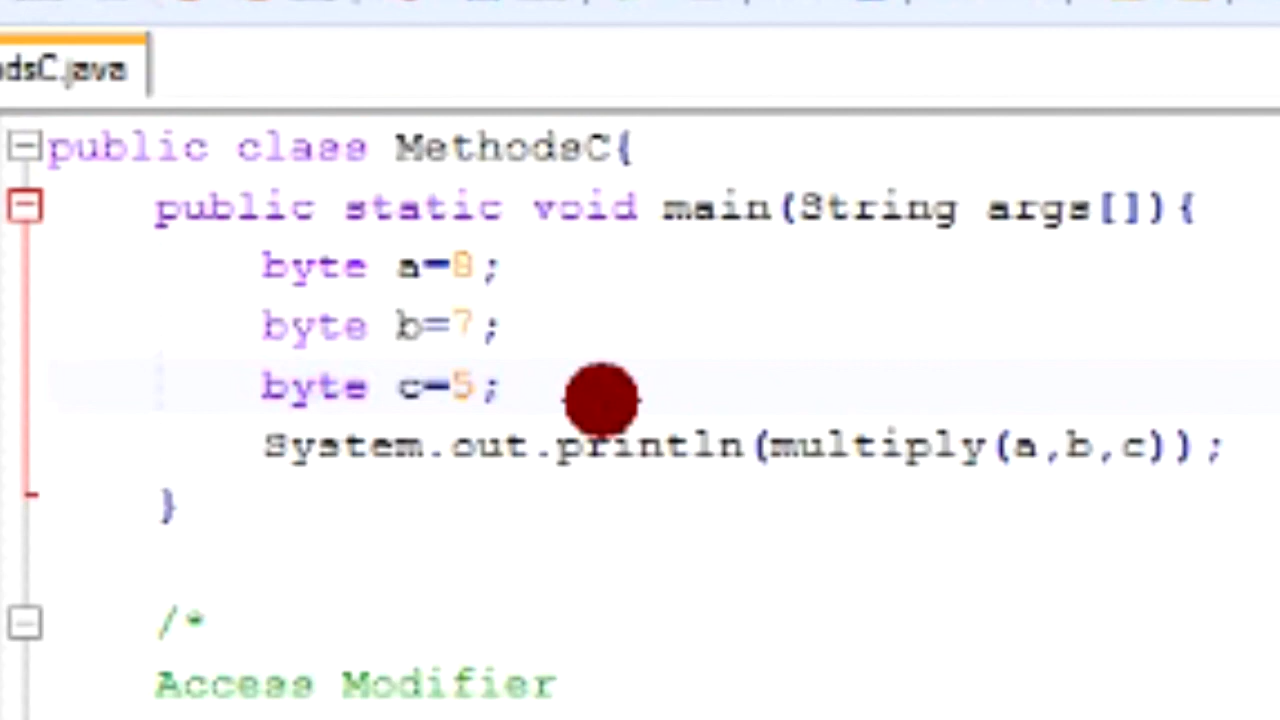 dsC.java
public class MethodsC{
public static void main(String args[]){
byte a=8;
byte b=7;
byte c=5;
System.out.println(multiply(a,b,c));
}
/*
Access Modifier